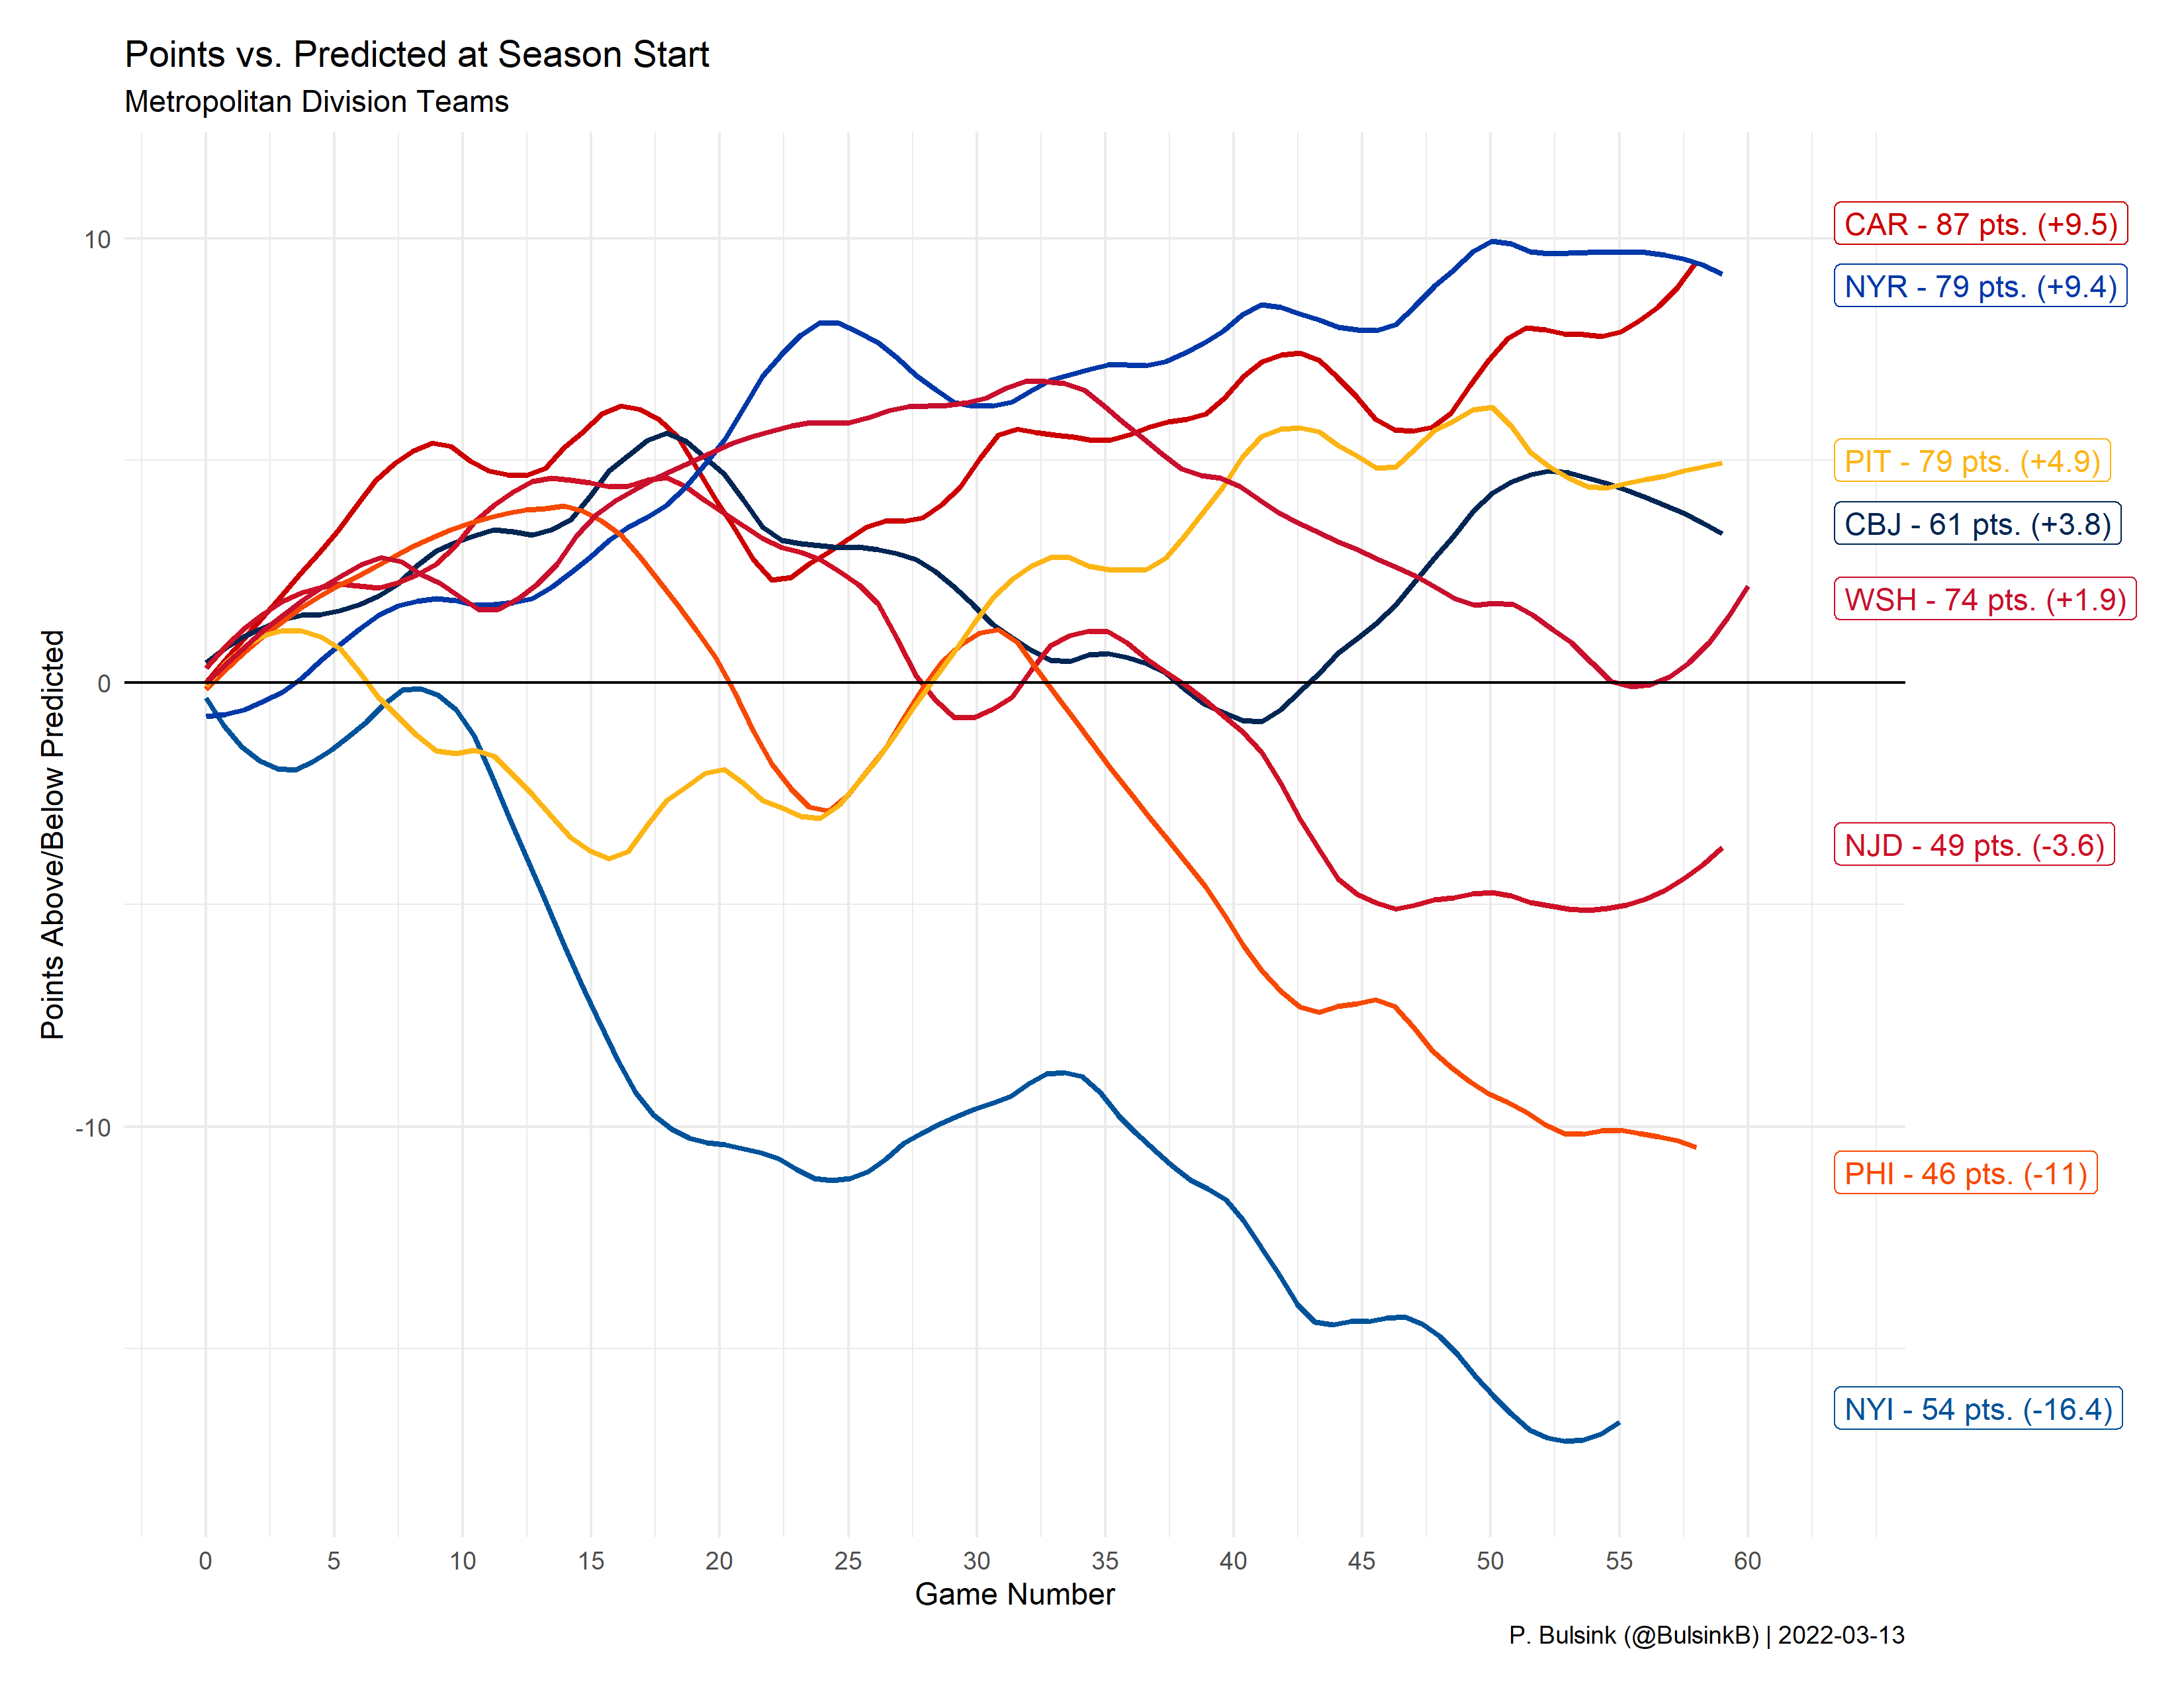 Points vs. Predicted at Season Start
Metropolitan Division Teams
Points Above/Below Predicted
10
0
-10
CAR - 87 pts. (+9.5)
NYR - 79 pts. (+9.4)
PIT - 79 pts. (+4.9)
CBJ - 61 pts. (+3.8)
WSH - 74 pts. (+1.9)
NJD - 49 pts. (-3.6)
PHI - 46 pts. (-11)
NYI - 54 pts. (-16.4)
0 5 10 15 20 25 30 35 40 45 50 55 60
Game Number
P. Bulsink (@BulsinkB) | 2022-03-13